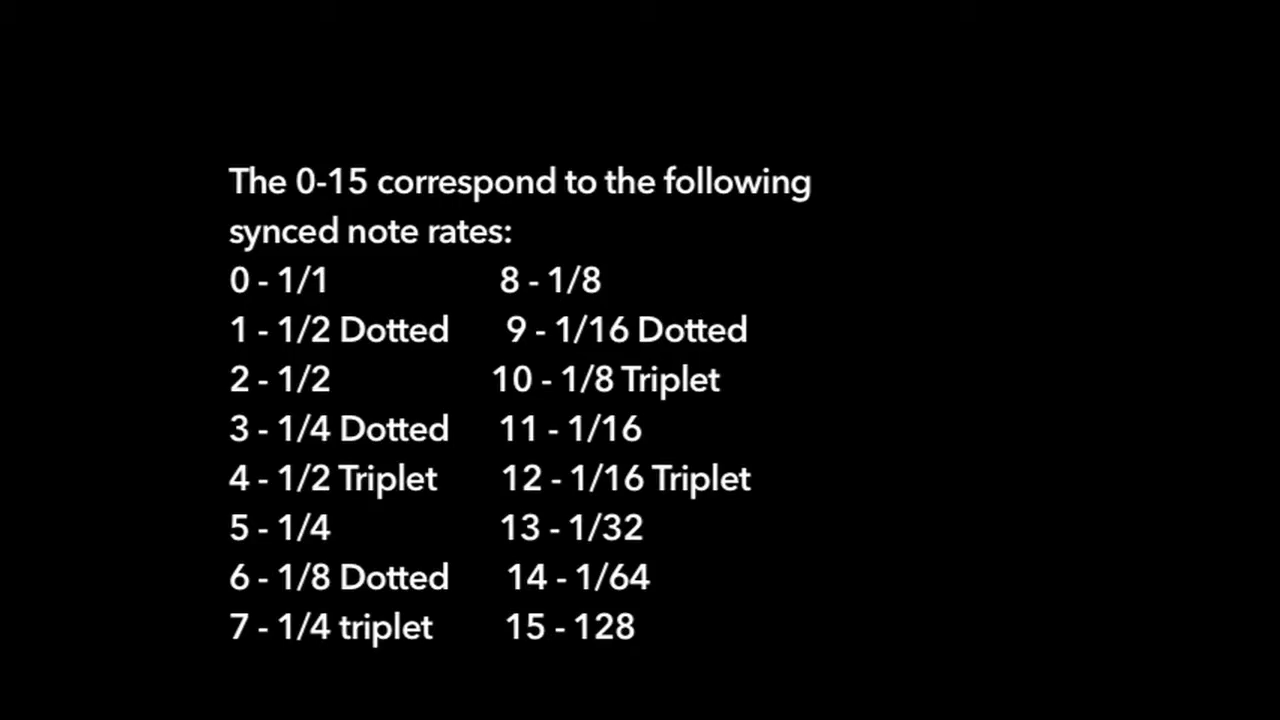 The 0-15 correspond to the following
synced note rates:
0 - 1/1 8 - 1/8
1 - 1/2 Dotted 9 - 1/16 Dotted
2 - 1/2 10 - 1/8 Triplet
3 - 1/4 Dotted 11 - 1/16
4 - 1/2 Triplet 12 - 1/16 Triplet
5 - 1/4 13 - 1/32
6 - 1/8 Dotted 14 - 1/64
7 - 1/4 triplet 15 - 128